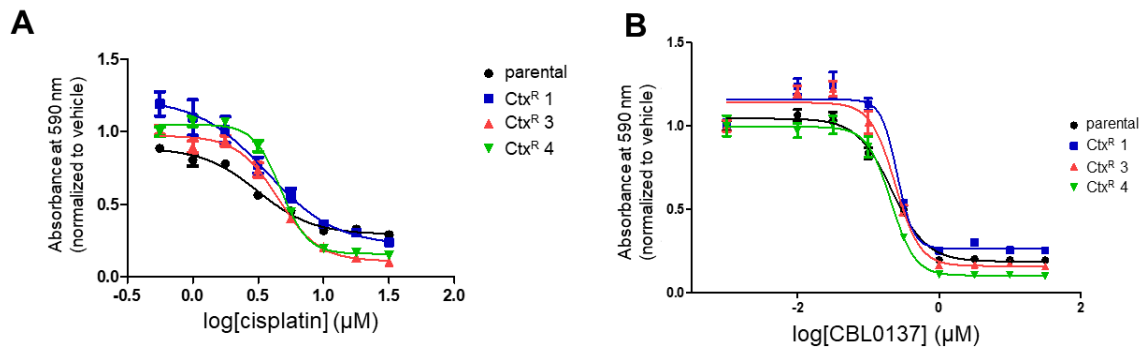 A
Absorbance at 590 nm
(normalized to vehicle)
1.5
1.0
0.5
0.0
-0.5
0.0
0.5
1.0
1.5
2.0
log[cisplatin] (µM)
parental
Ctxᴿ 1
Ctxᴿ 3
Ctxᴿ 4
B
Absorbance at 590 nm
(normalized to vehicle)
1.5
1.0
0.5
0.0
-2
0
2
log[CBL0137] (µM)
parental
Ctxᴿ 1
Ctxᴿ 3
Ctxᴿ 4